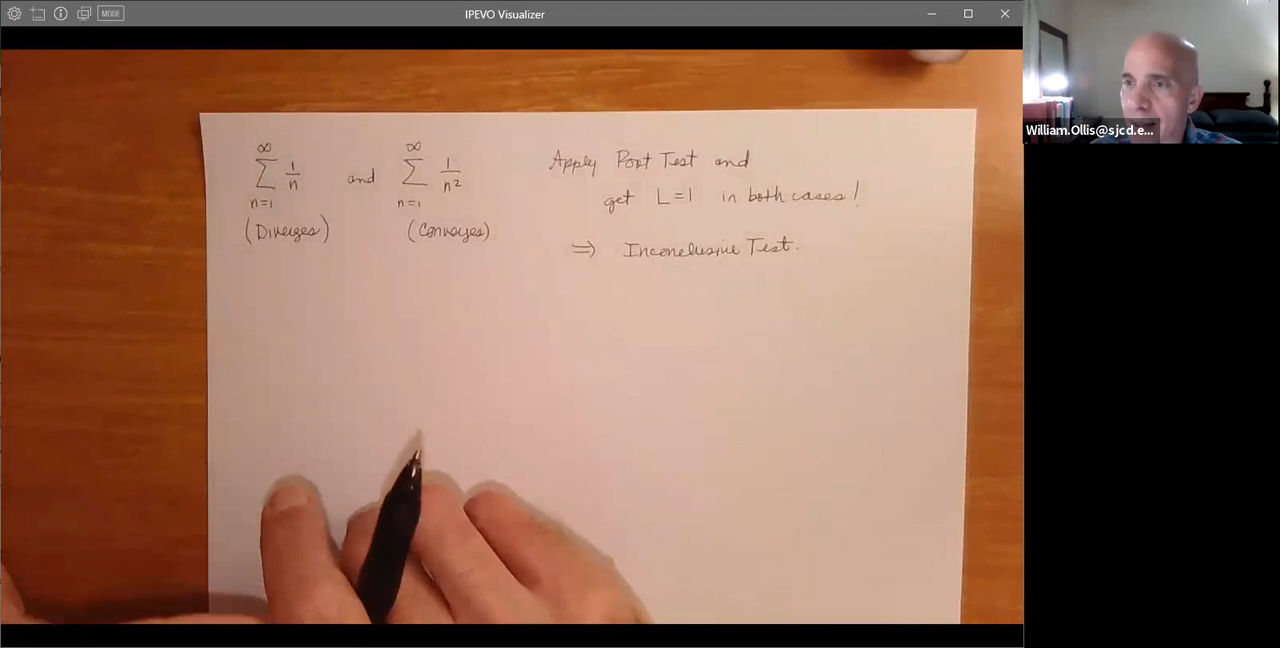 IPEVO Visualizer
MODE
William.Ollis@sjcd.e...
∞ ∞
∑ 1/n and ∑ 1/n²
n=1 n=1
(Diverges) (Converges)
Apply Root Test and
get L=1 in both cases!
⇒ Inconclusive Test.